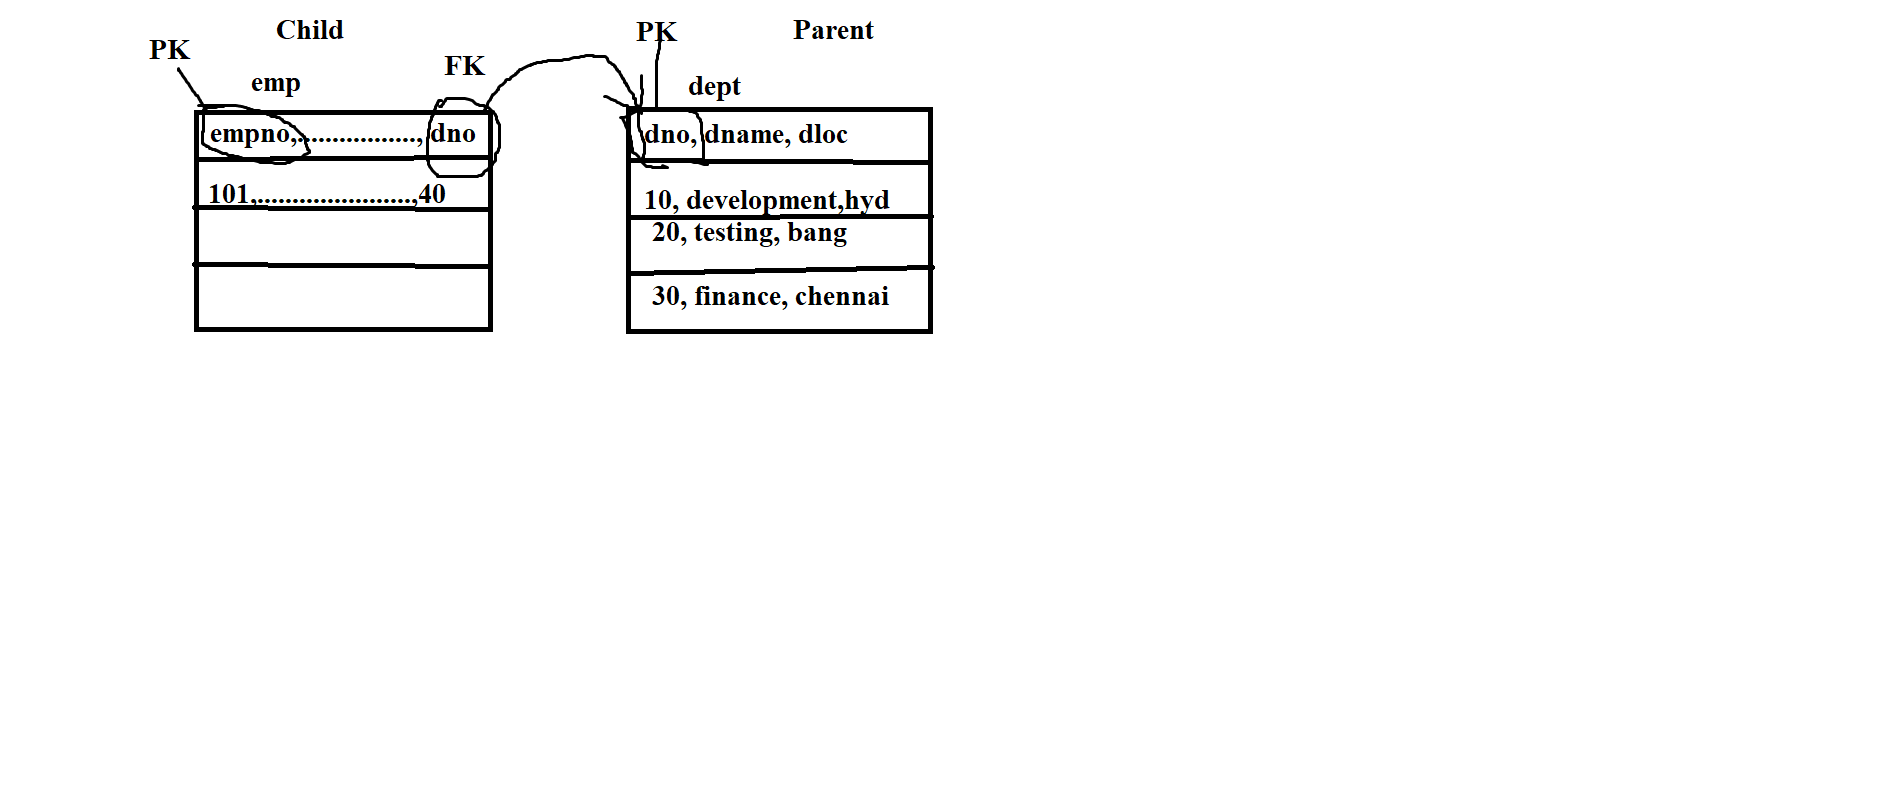 Child
PK
emp
FK
empno,.................., dno
101,.......................,40
PK
Parent
dept
dno, dname, dloc
10, development,hyd
20, testing, bang
30, finance, chennai